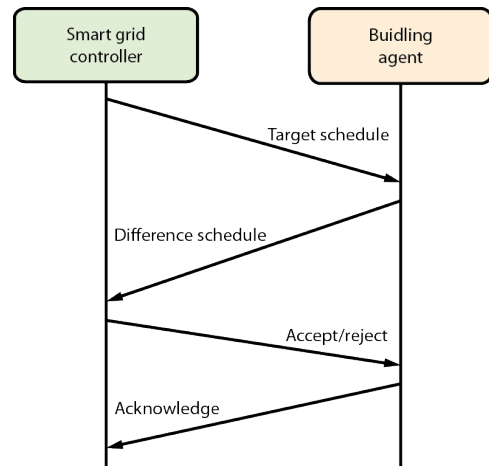 Smart grid
controller
Buidling
agent
Target schedule
Difference schedule
Accept/reject
Acknowledge